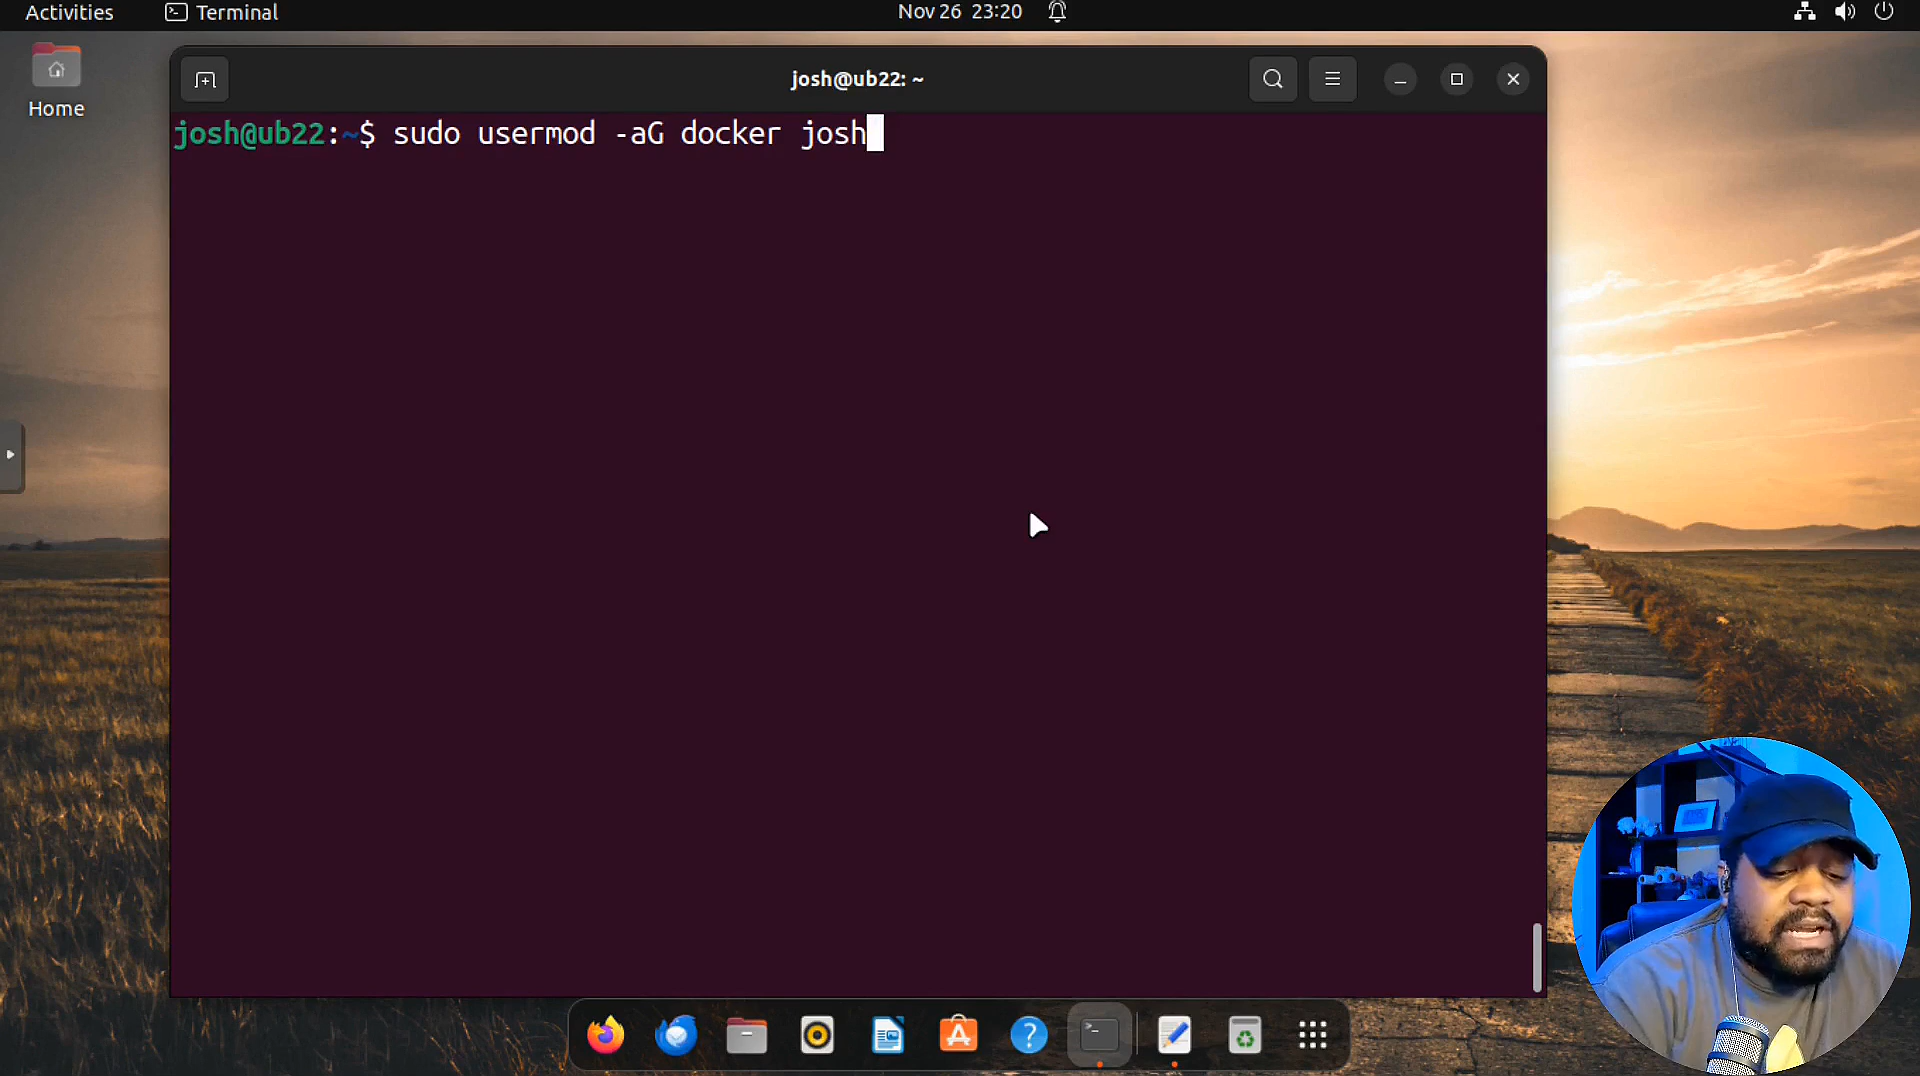 Activities Terminal Nov 26 23:20
Home
josh@ub22: ~
josh@ub22:~$ sudo usermod -aG docker josh